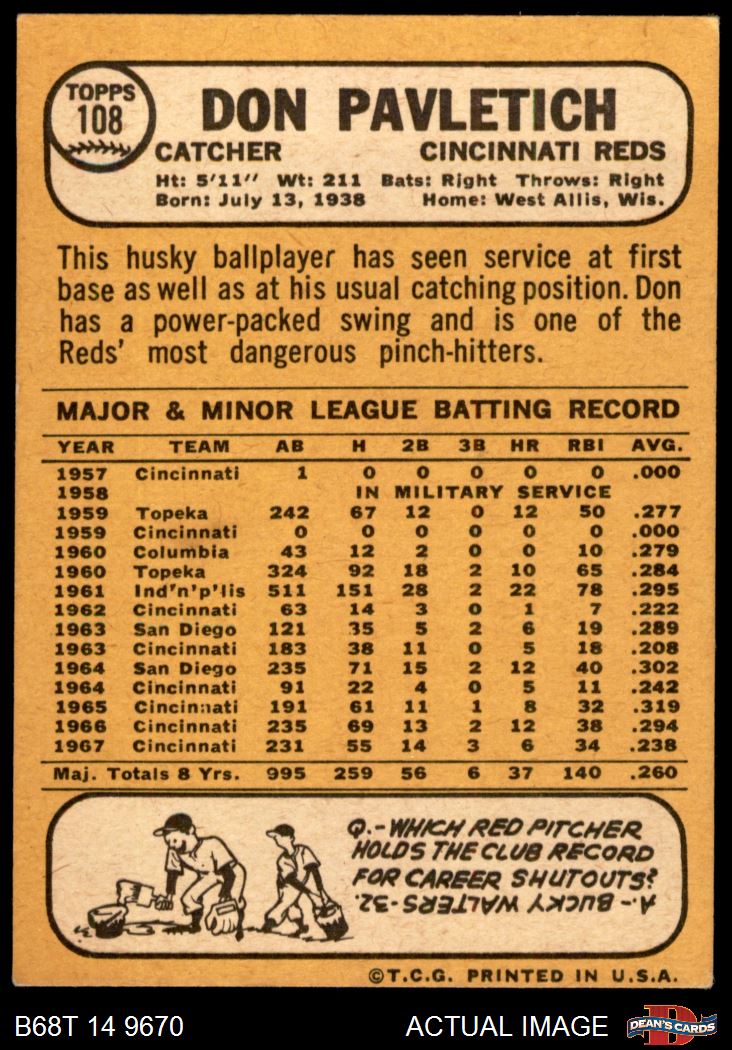 TOPPS
108
DON PAVLETICH
CATCHER CINCINNATI REDS
Ht: 5'11" Wt: 211 Bats: Right Throws: Right
Born: July 13, 1938 Home: West Allis, Wis.
This husky ballplayer has seen service at first
base as well as at his usual catching position. Don
has a power-packed swing and is one of the
Reds' most dangerous pinch-hitters.
MAJOR & MINOR LEAGUE BATTING RECORD
YEAR TEAM AB H 2B 3B HR RBI AVG.
1957 Cincinnati 1 0 0 0 0 0 .000
1958 IN MILITARY SERVICE
1959 Topeka 242 67 12 0 12 50 .277
1959 Cincinnati 0 0 0 0 0 0 .000
1960 Columbia 43 12 2 0 0 10 .279
1960 Topeka 324 92 18 2 10 65 .284
1961 Ind'n'p'lis 511 151 28 2 22 78 .295
1962 Cincinnati 63 14 3 0 1 7 .222
1963 San Diego 121 35 5 2 6 19 .289
1963 Cincinnati 183 38 11 0 5 18 .208
1964 San Diego 235 71 15 2 12 40 .302
1964 Cincinnati 91 22 4 0 5 11 .242
1965 Cincinnati 191 61 11 1 8 32 .319
1966 Cincinnati 235 69 13 2 12 38 .294
1967 Cincinnati 231 55 14 3 6 34 .238
Maj. Totals 8 Yrs. 995 259 56 6 37 140 .260
Q.-WHICH RED PITCHER
HOLDS THE CLUB RECORD
FOR CAREER SHUTOUTS?
A.- BUCKY WALTERS-32.
©T.C.G. PRINTED IN U.S.A.
B68T 14 9670 ACTUAL IMAGE DEAN'S CARDS